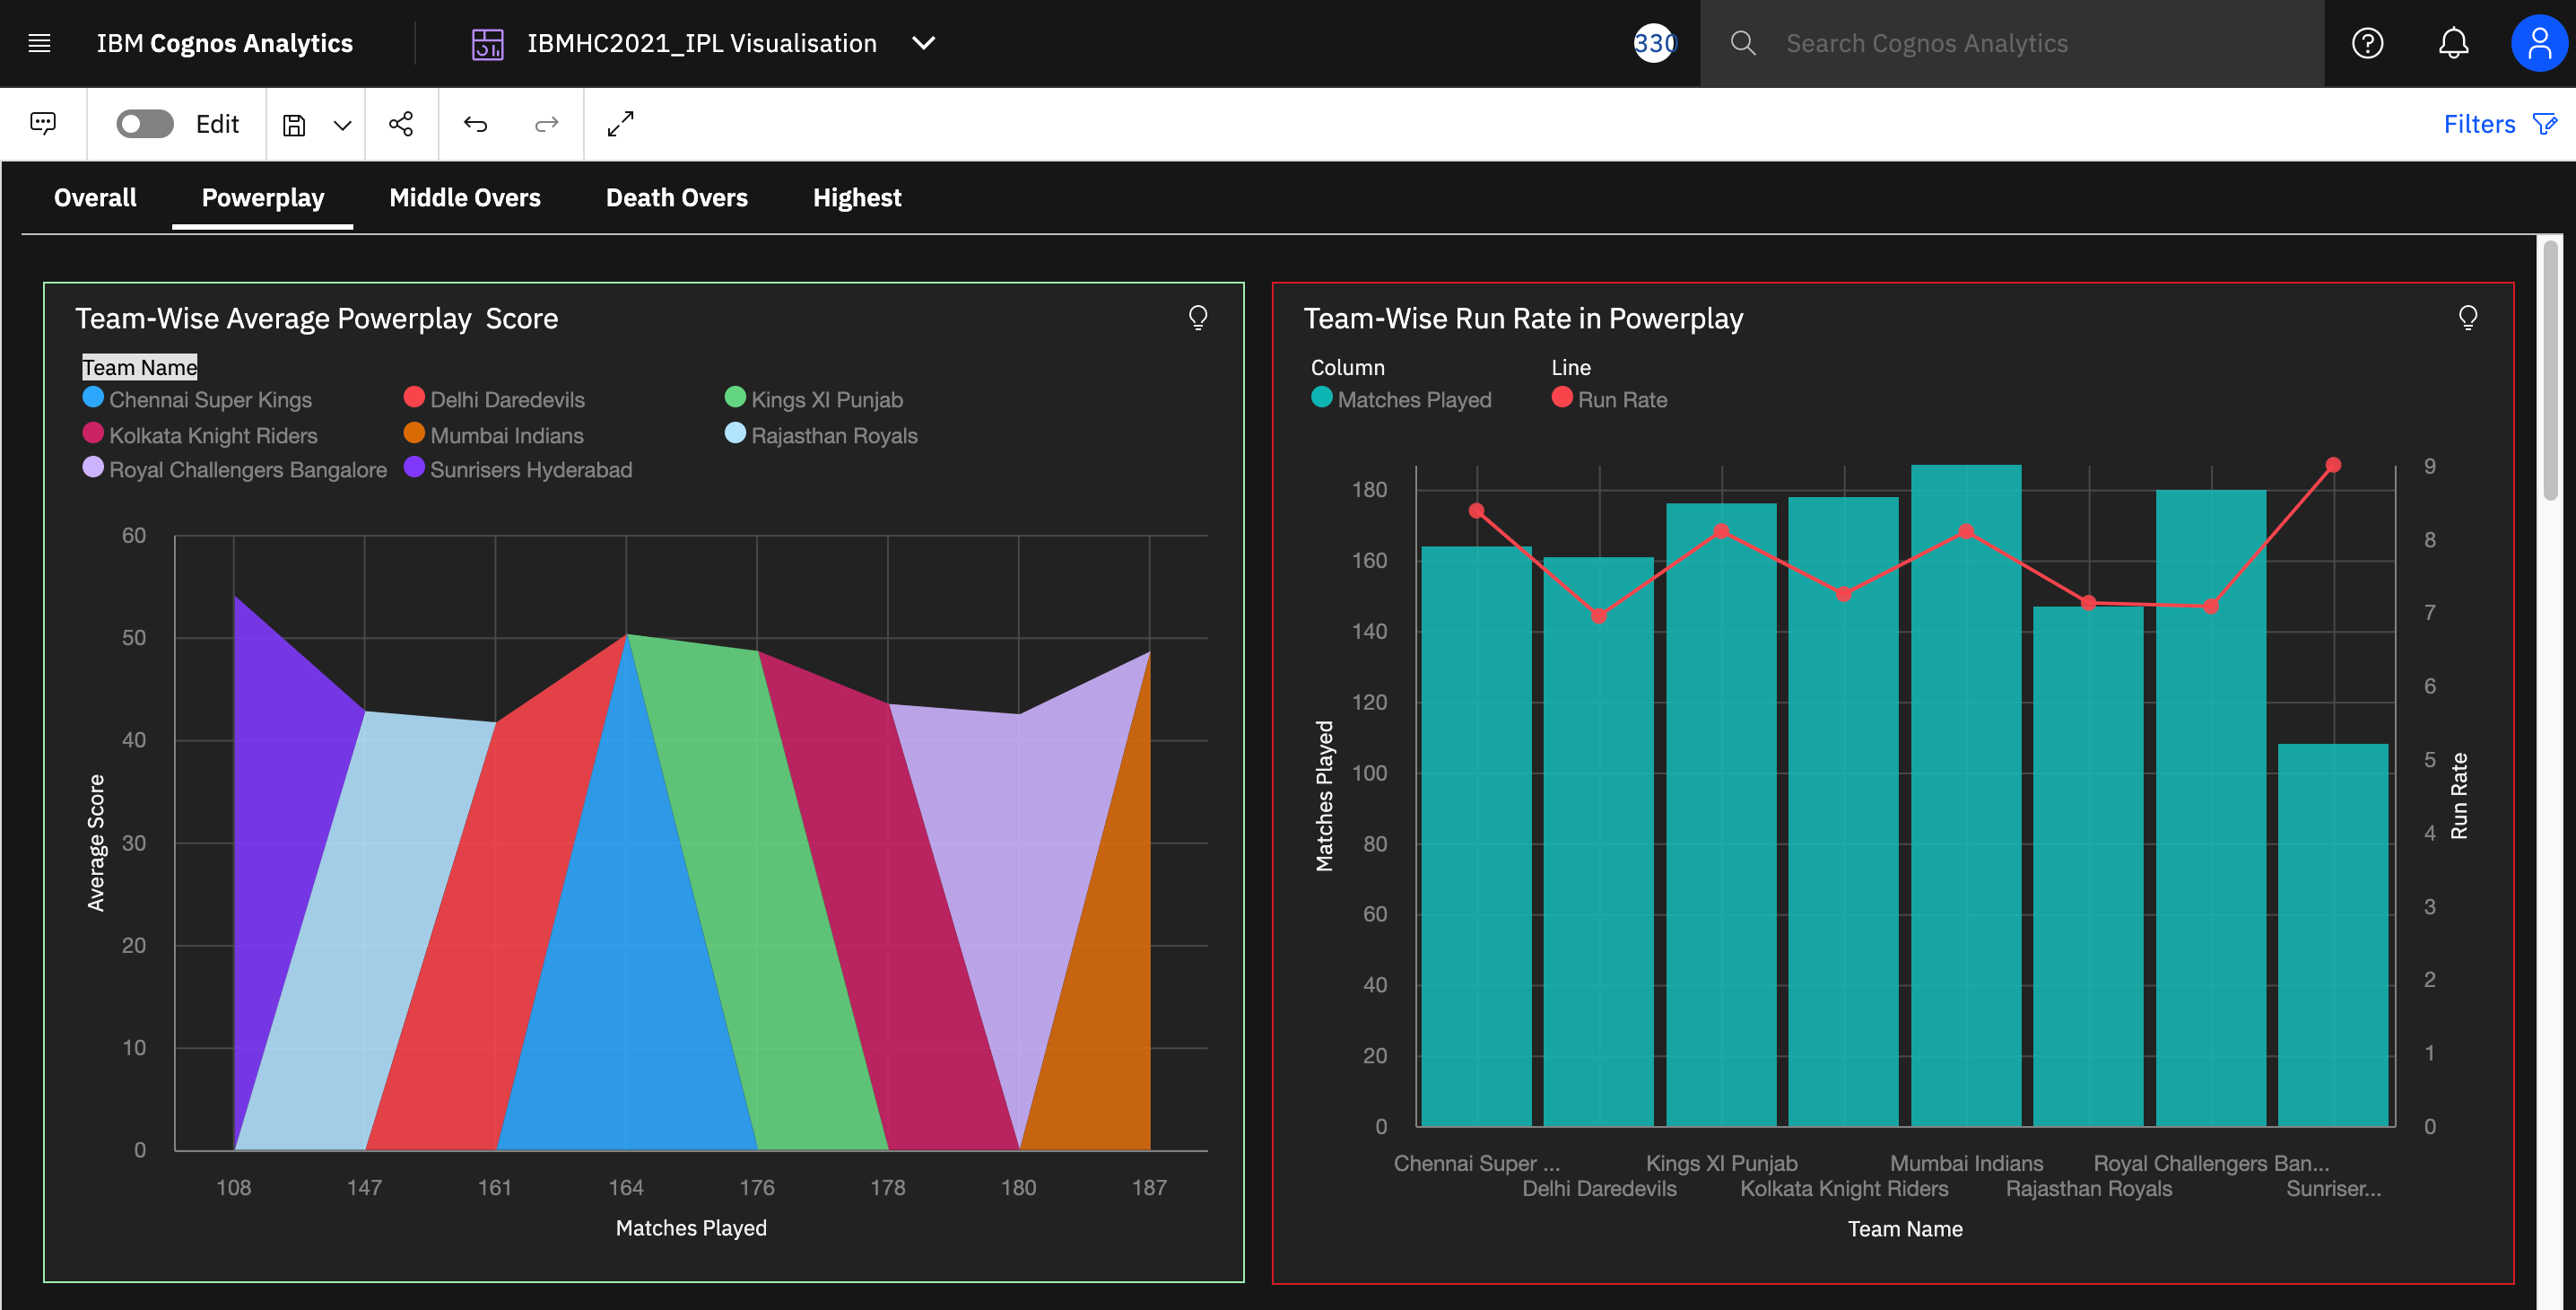 IBM Cognos Analytics
IBMHC2021_IPL Visualisation
330
Search Cognos Analytics
Edit
Filters
Overall Powerplay Middle Overs Death Overs Highest
Team-Wise Average Powerplay Score
Team Name
Chennai Super Kings Delhi Daredevils Kings XI Punjab
Kolkata Knight Riders Mumbai Indians Rajasthan Royals
Royal Challengers Bangalore Sunrisers Hyderabad
60
50
40
30
20
10
0
Average Score
108 147 161 164 176 178 180 187
Matches Played
Team-Wise Run Rate in Powerplay
Column Line
Matches Played Run Rate
180
160
140
120
100
80
60
40
20
0
Matches Played
9
8
7
6
5
4
3
2
1
0
Run Rate
Chennai Super ... Kings XI Punjab Mumbai Indians Royal Challengers Ban...
Delhi Daredevils Kolkata Knight Riders Rajasthan Royals Sunriser...
Team Name